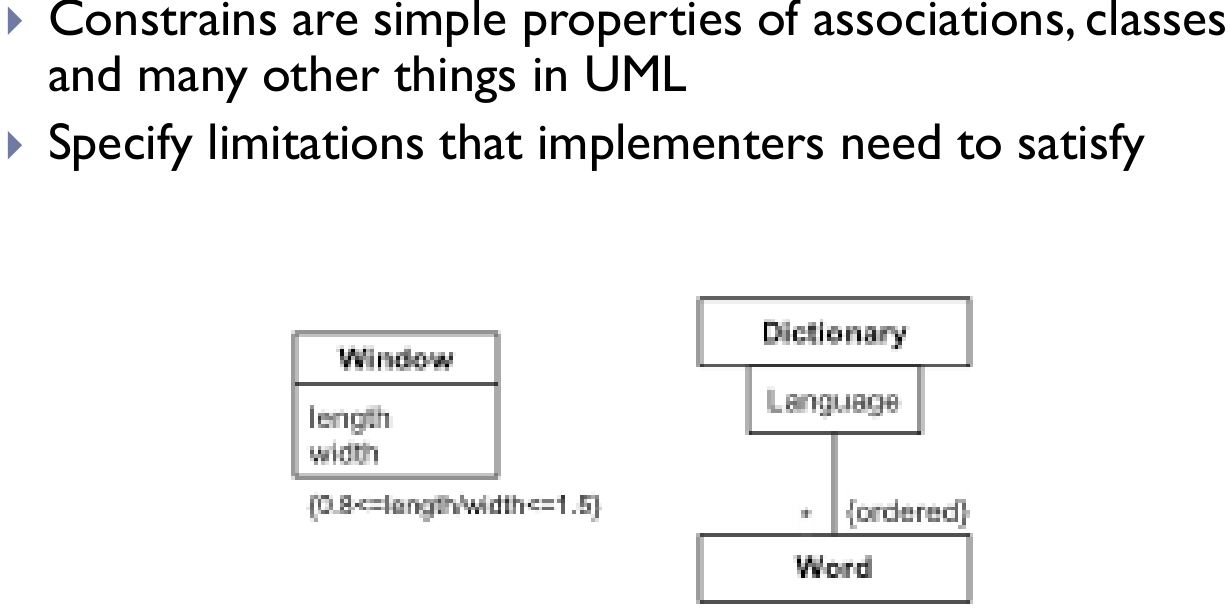 Constrains are simple properties of associations, classes
and many other things in UML
Specify limitations that implementers need to satisfy
Window
length
width
{0.8<=length/width<=1.5}
Dictionary
Language
* {ordered}
Word